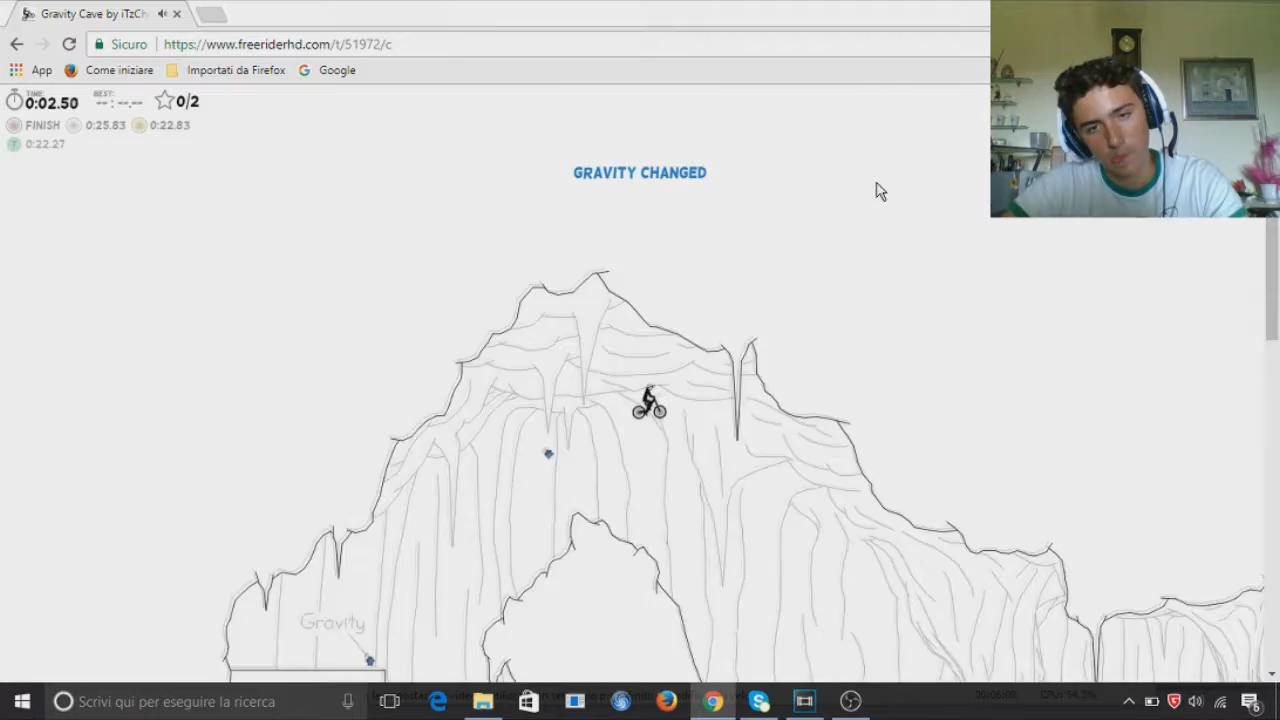 Gravity Cave by iTzCh
Sicuro
https://www.freeriderhd.com/t/51972/c
App
Come iniziare
Importati da Firefox
Google
TIME:
0:02.50
BEST:
-- : --.--
0/2
FINISH
0:25.83
0:22.83
T
0:22.27
GRAVITY CHANGED
Gravity
Scrivi qui per eseguire la ricerca
6